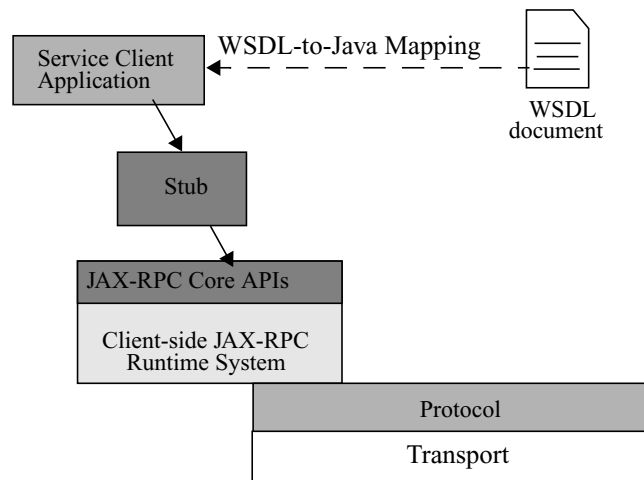 WSDL-to-Java Mapping
Service Client
Application
WSDL
document
Stub
JAX-RPC Core APIs
Client-side JAX-RPC
Runtime System
Protocol
Transport